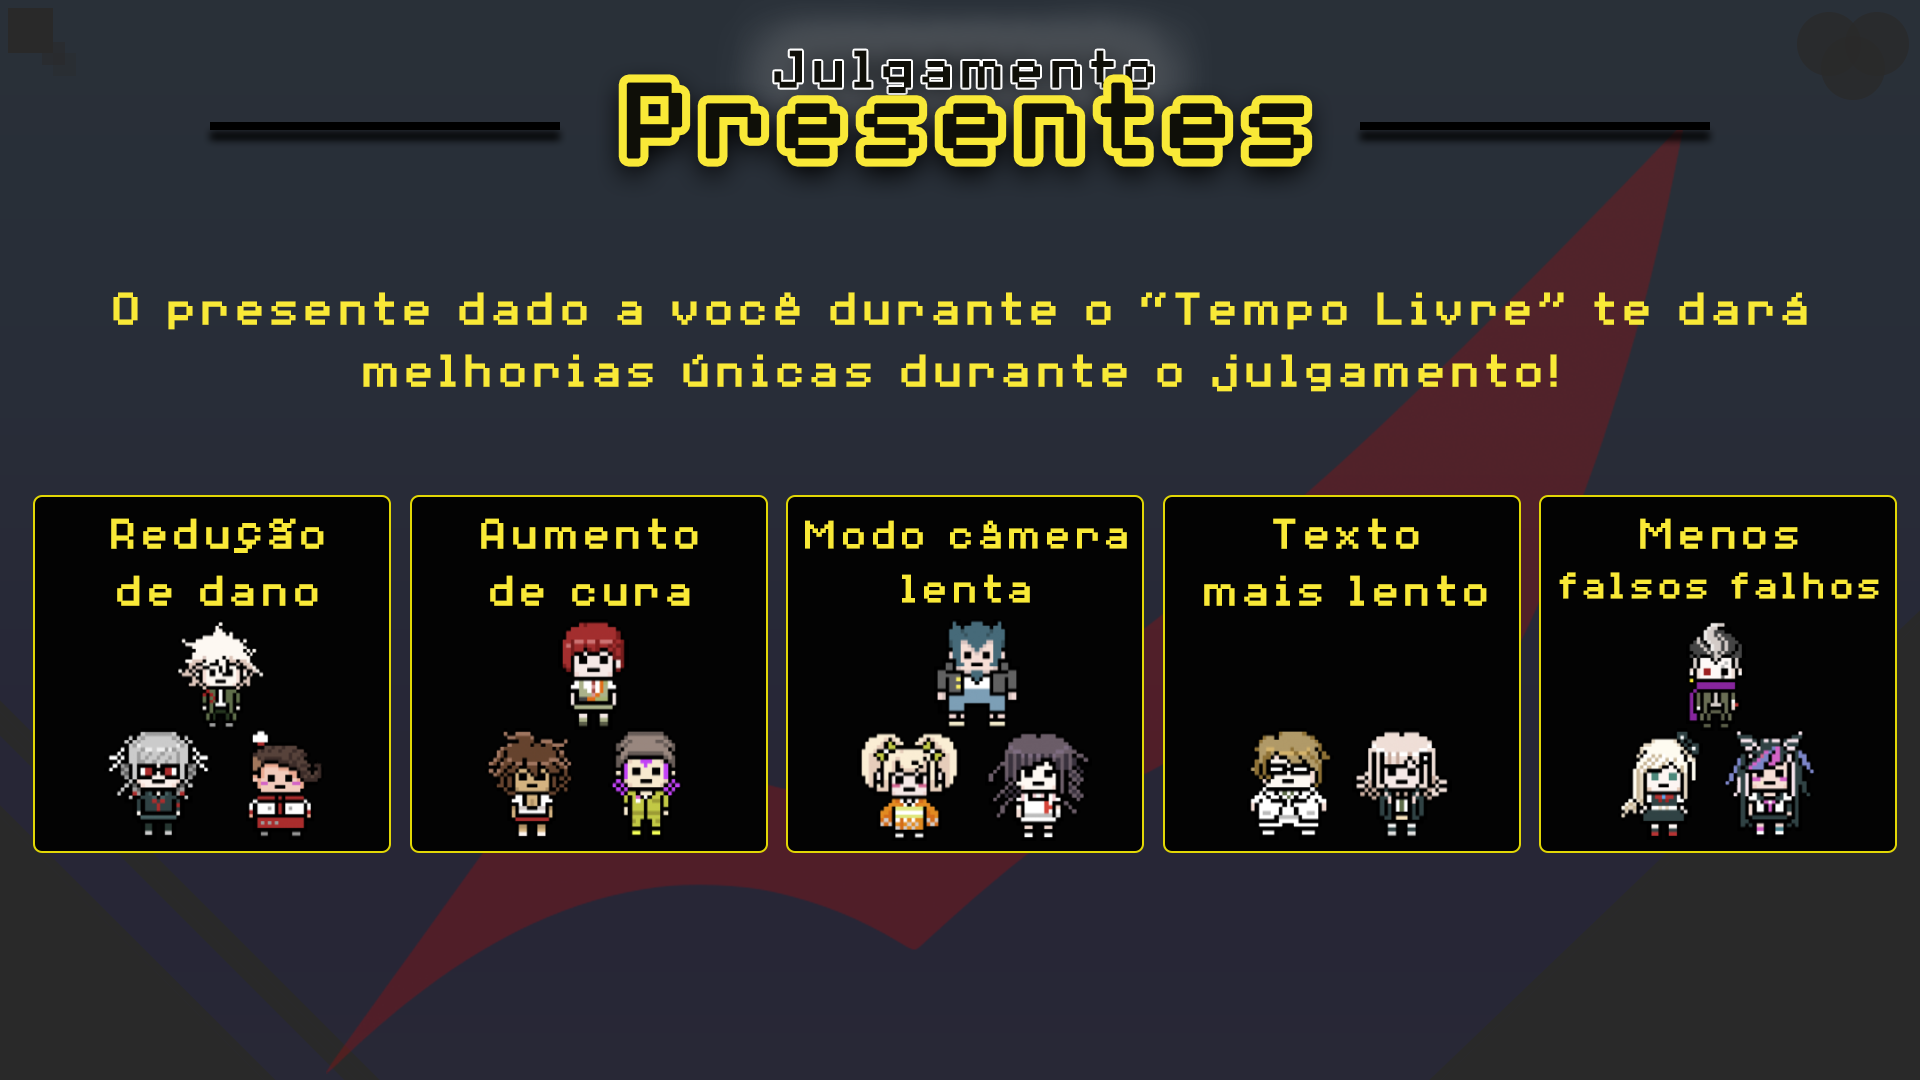 Julgamento
Presentes
O presente dado a você durante o “Tempo Livre” te dará
melhorias únicas durante o julgamento!
Redução
de dano
Aumento
de cura
Modo câmera
lenta
Texto
mais lento
Menos
falsos falhos